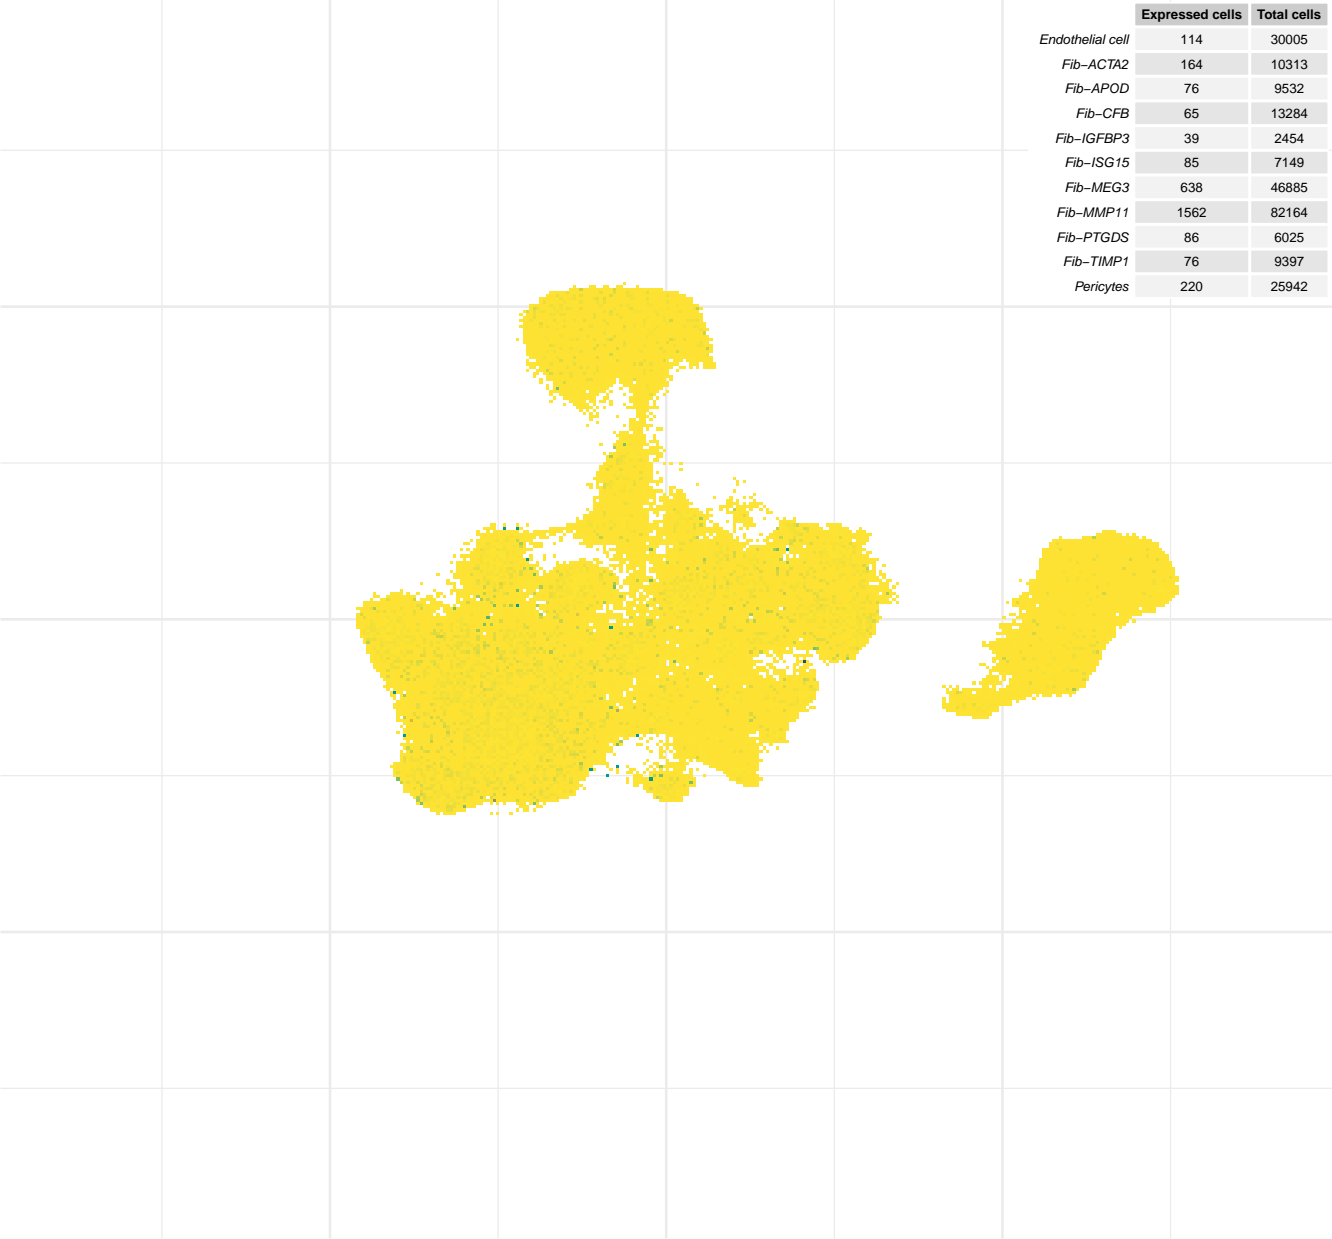 Expressed cells Total cells
Endothelial cell 114 30005
Fib−ACTA2 164 10313
Fib−APOD 76 9532
Fib−CFB 65 13284
Fib−IGFBP3 39 2454
Fib−ISG15 85 7149
Fib−MEG3 638 46885
Fib−MMP11 1562 82164
Fib−PTGDS 86 6025
Fib−TIMP1 76 9397
Pericytes 220 25942